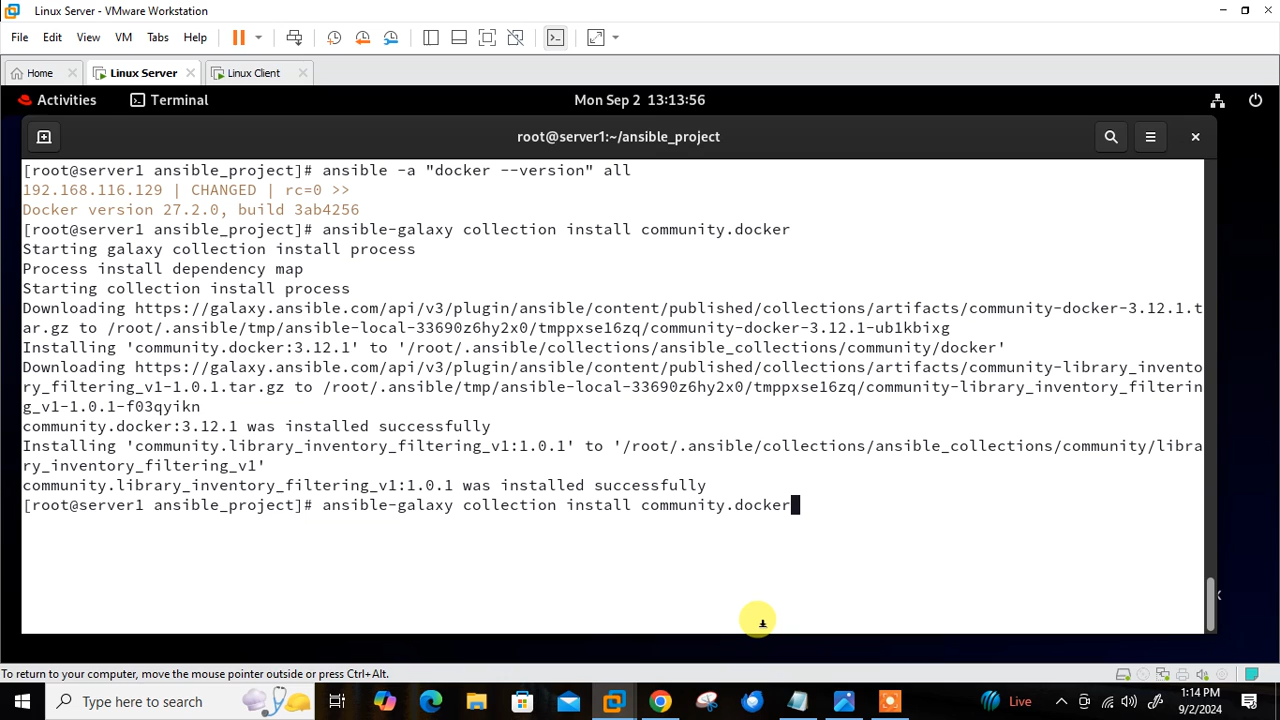 Linux Server - VMware Workstation
File Edit View VM Tabs Help
Home Linux Server Linux Client
Activities Terminal Mon Sep 2 13:13:56
root@server1:~/ansible_project
[root@server1 ansible_project]# ansible -a "docker --version" all
192.168.116.129 | CHANGED | rc=0 >>
Docker version 27.2.0, build 3ab4256
[root@server1 ansible_project]# ansible-galaxy collection install community.docker
Starting galaxy collection install process
Process install dependency map
Starting collection install process
Downloading https://galaxy.ansible.com/api/v3/plugin/ansible/content/published/collections/artifacts/community-docker-3.12.1.t
ar.gz to /root/.ansible/tmp/ansible-local-33690z6hy2x0/tmppxse16zq/community-docker-3.12.1-ub1kbixg
Installing 'community.docker:3.12.1' to '/root/.ansible/collections/ansible_collections/community/docker'
Downloading https://galaxy.ansible.com/api/v3/plugin/ansible/content/published/collections/artifacts/community-library_invento
ry_filtering_v1-1.0.1.tar.gz to /root/.ansible/tmp/ansible-local-33690z6hy2x0/tmppxse16zq/community-library_inventory_filterin
g_v1-1.0.1-f03qyikn
community.docker:3.12.1 was installed successfully
Installing 'community.library_inventory_filtering_v1:1.0.1' to '/root/.ansible/collections/ansible_collections/community/libra
ry_inventory_filtering_v1'
community.library_inventory_filtering_v1:1.0.1 was installed successfully
[root@server1 ansible_project]# ansible-galaxy collection install community.docker
To return to your computer, move the mouse pointer outside or press Ctrl+Alt.
Type here to search
Live
1:14 PM
9/2/2024